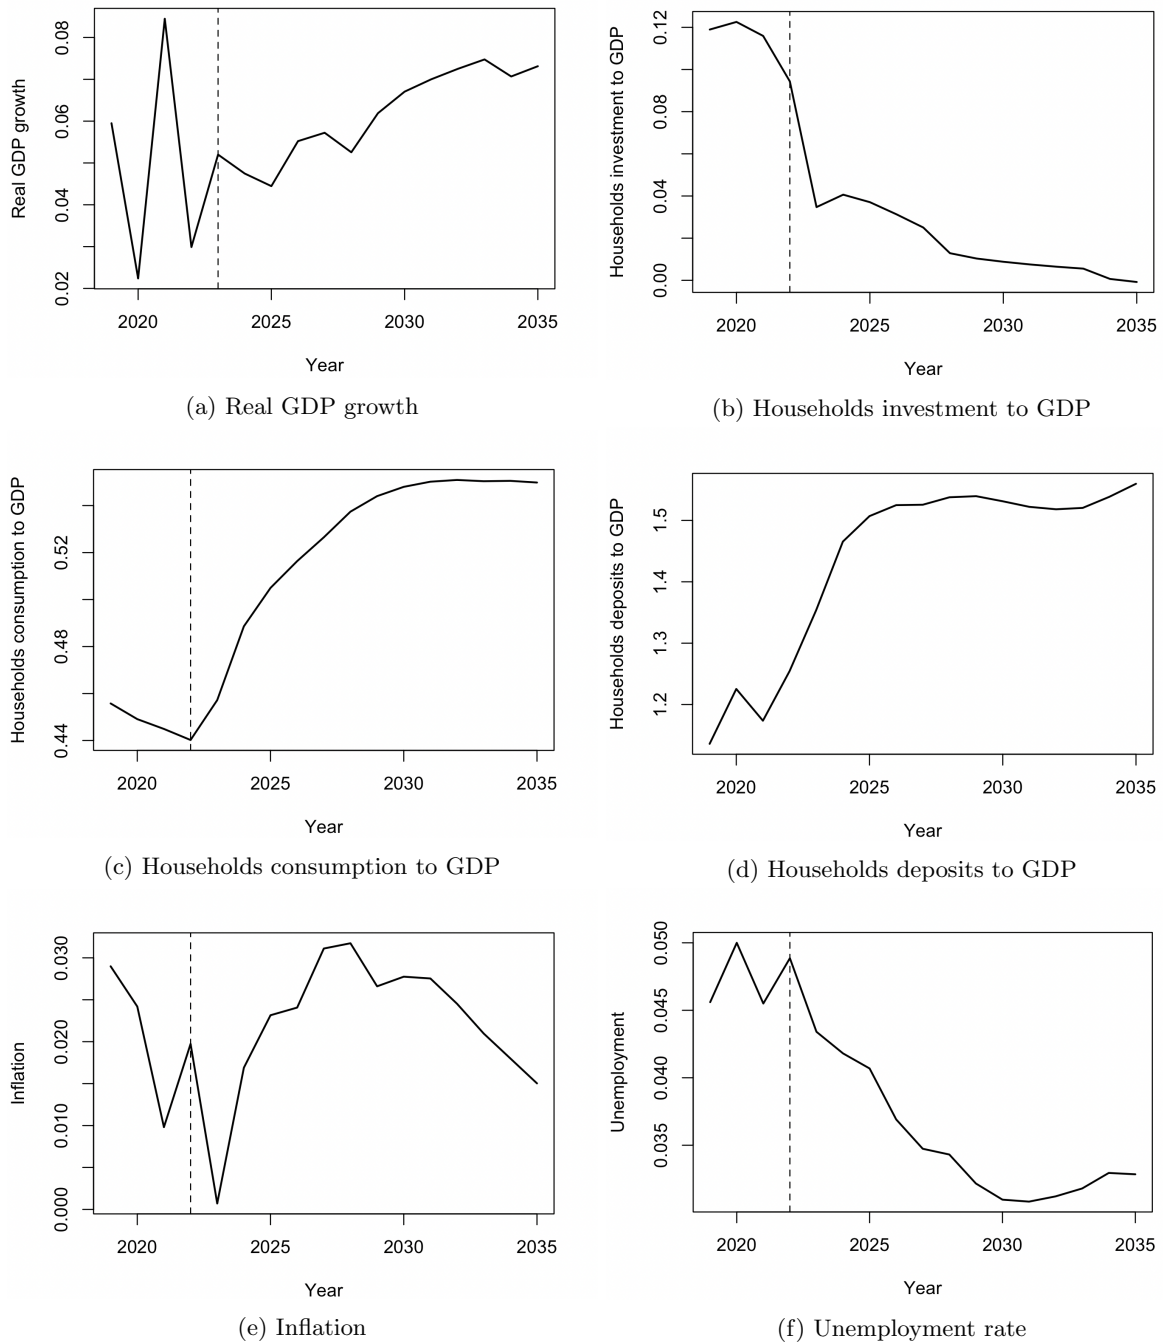 Real GDP growth
0.08
0.06
0.04
0.02
2020 2025 2030 2035
Year
(a) Real GDP growth
Households investment to GDP
0.12
0.08
0.04
0.00
2020 2025 2030 2035
Year
(b) Households investment to GDP
Households consumption to GDP
0.52
0.48
0.44
2020 2025 2030 2035
Year
(c) Households consumption to GDP
Households deposits to GDP
1.5
1.4
1.3
1.2
2020 2025 2030 2035
Year
(d) Households deposits to GDP
Inflation
0.030
0.020
0.010
0.000
2020 2025 2030 2035
Year
(e) Inflation
Unemployment
0.050
0.045
0.040
0.035
2020 2025 2030 2035
Year
(f) Unemployment rate